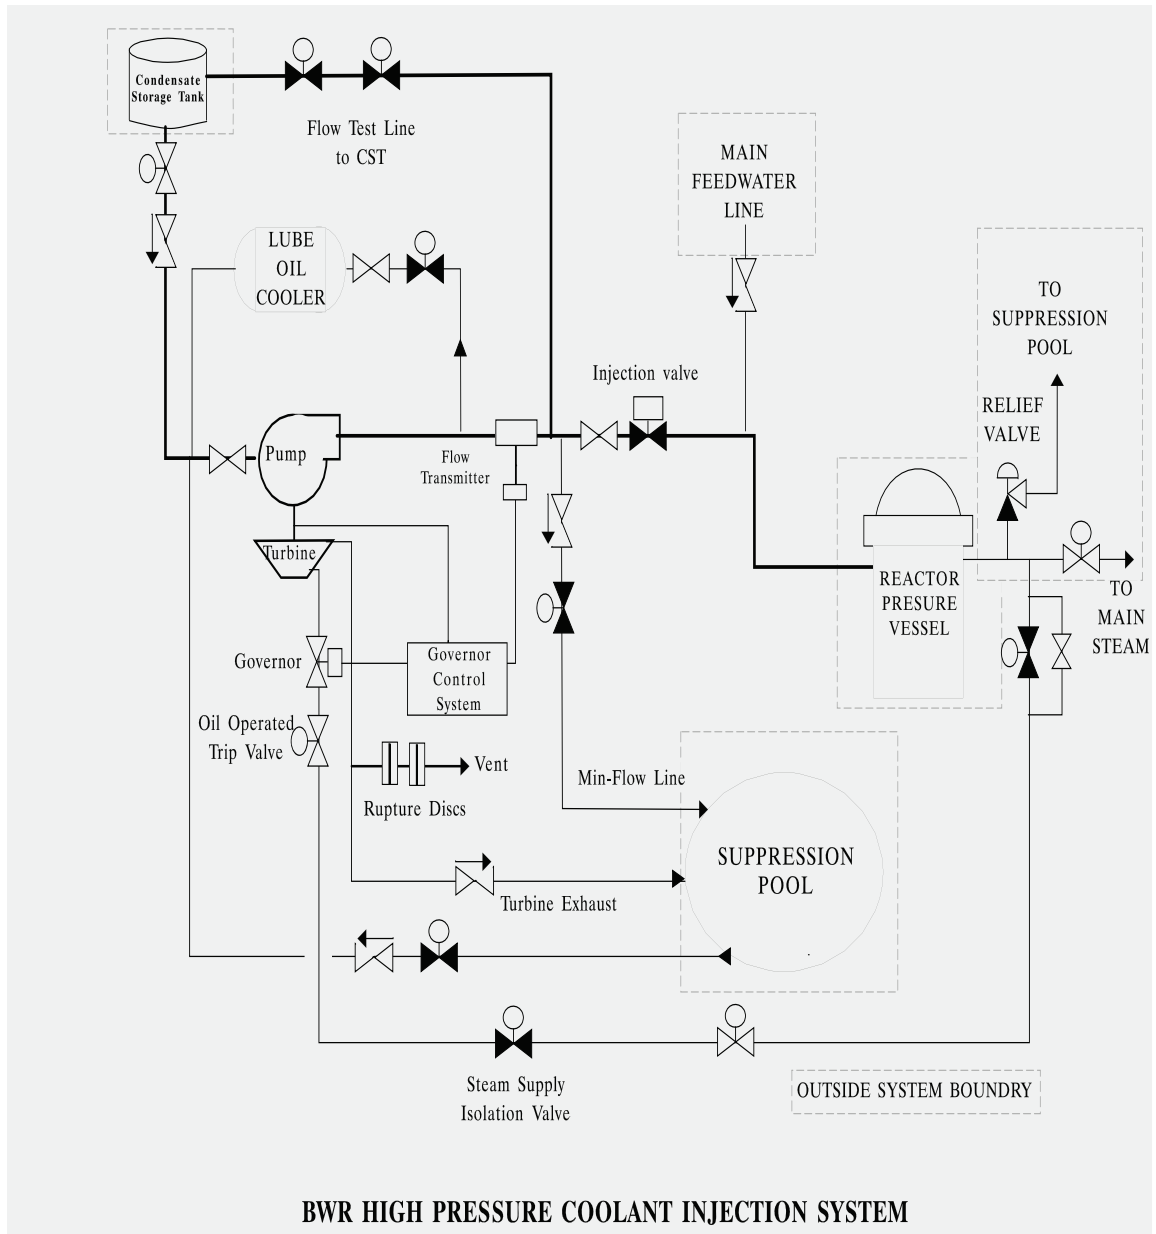 Condensate
Storage Tank
Flow Test Line
to CST
MAIN
FEEDWATER
LINE
LUBE
OIL
COOLER
TO
SUPPRESSION
POOL
Injection valve
RELIEF
VALVE
Pump
Flow
Transmitter
Turbine
REACTOR
PRESURE
VESSEL
TO
MAIN
STEAM
Governor
Governor
Control
System
Oil Operated
Trip Valve
Vent
Rupture Discs
Min-Flow Line
SUPPRESSION
POOL
Turbine Exhaust
Steam Supply
Isolation Valve
OUTSIDE SYSTEM BOUNDRY
BWR HIGH PRESSURE COOLANT INJECTION SYSTEM